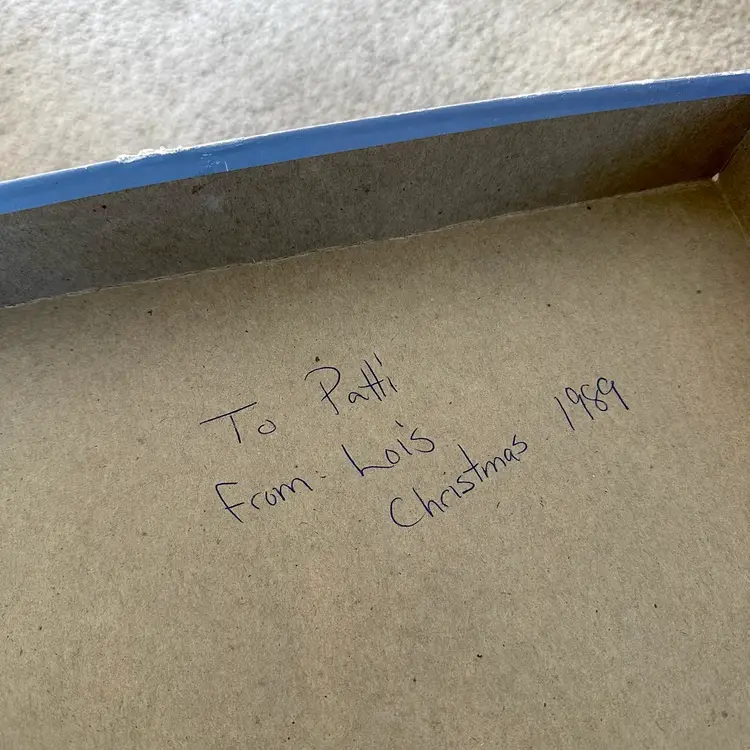 To Patti
From Lois
Christmas 1989